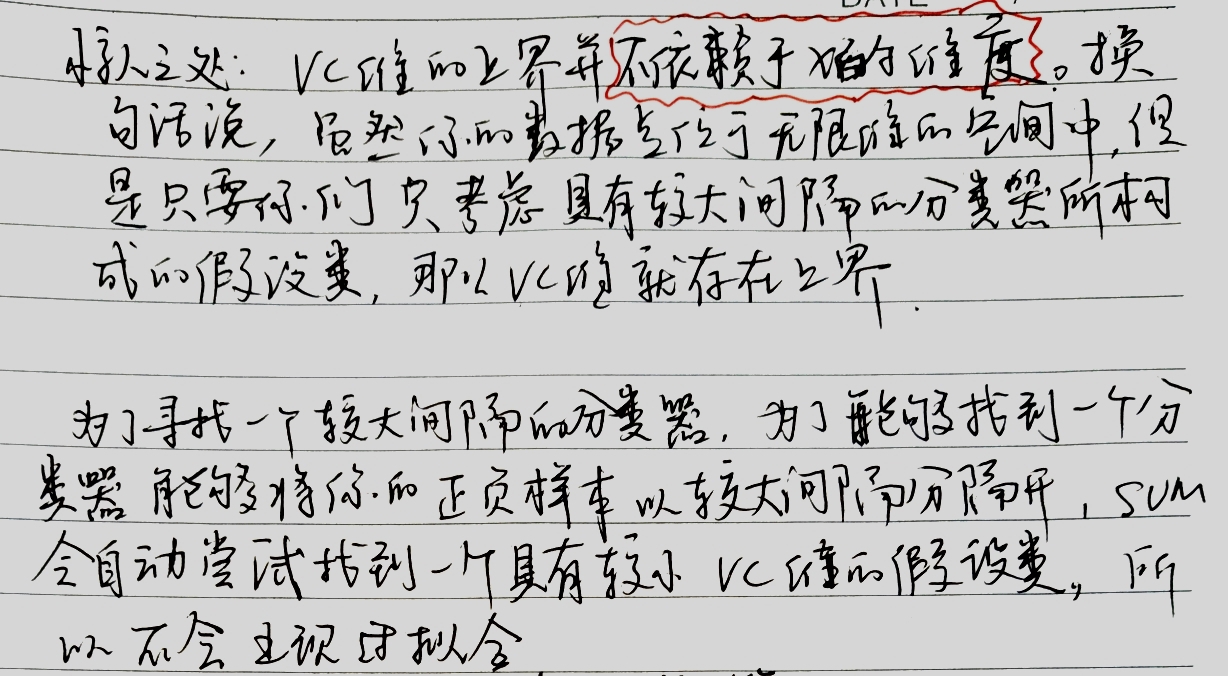 DATE
惊人之处: VC维的上界并不依赖于x的维度。换
句话说, 虽然你的数据点位于无限维的空间中, 但
是只要你们只考虑具有较大间隔的分类器所构
成的假设类, 那么VC维就存在上界.
为了寻找一个较大间隔的分类器, 为了能够找到一个分
类器能够将你的正负样本以较大间隔分隔开, SVM
会自动尝试找到一个具有较小VC维的假设类, 所
以不会出现过拟合